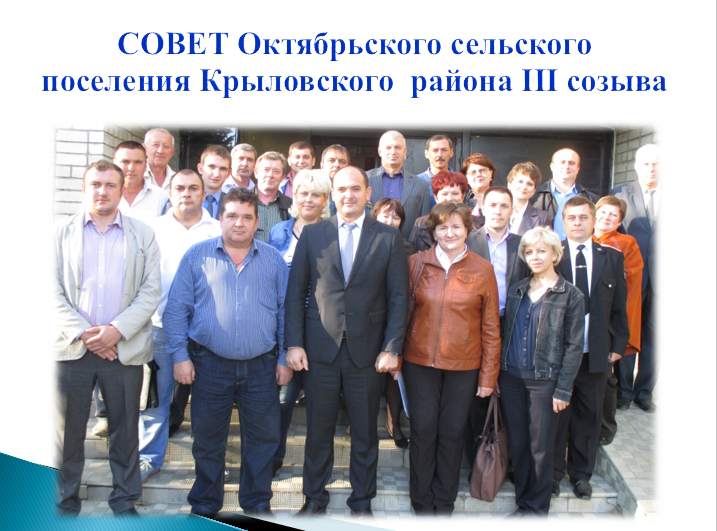 СОВЕТ Октябрьского сельского
поселения Крыловского  района III созыва